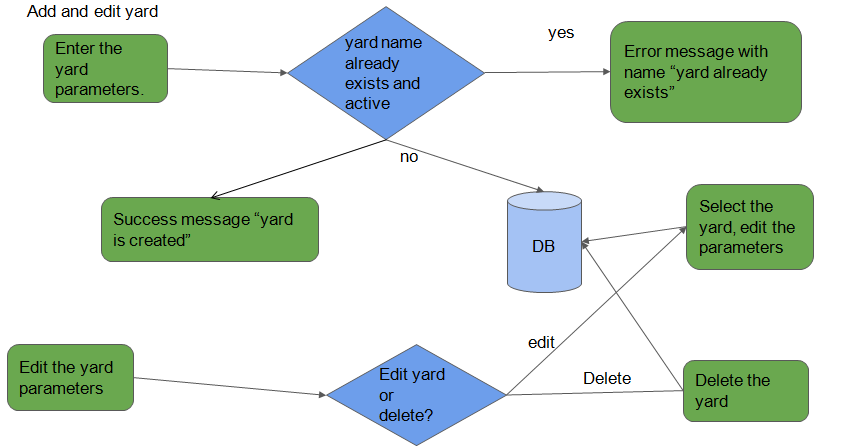 Add and edit yard
Enter the
yard
parameters.
yard name
already
exists and
active
yes
Error message with
name “yard already
exists”
no
Success message “yard
is created”
DB
Select the
yard, edit the
parameters
edit
Edit the yard
parameters
Edit yard
or
delete?
Delete
Delete the
yard